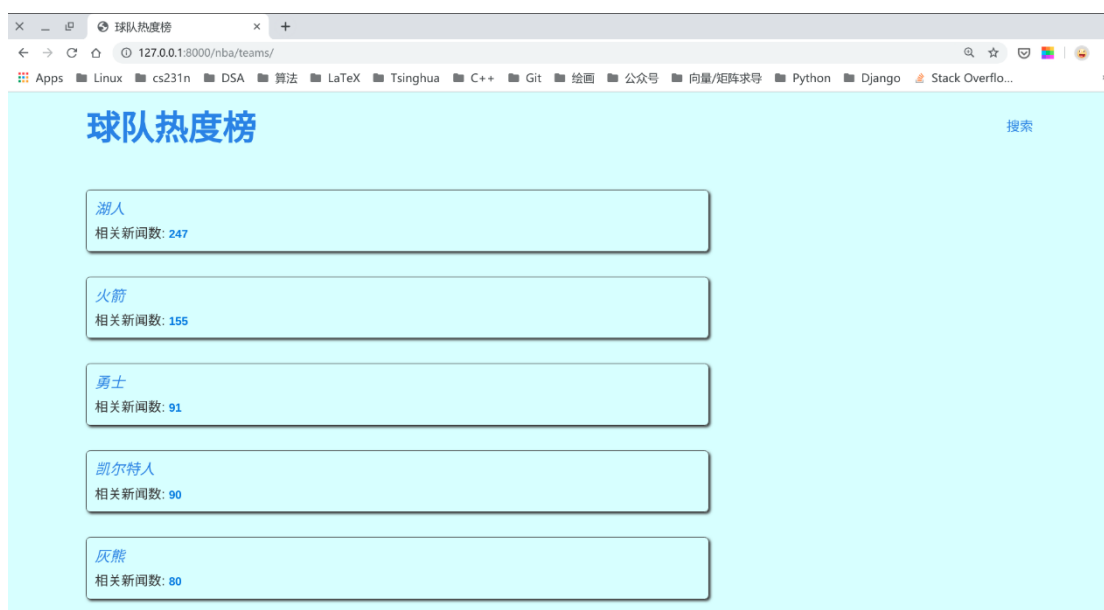 球队热度榜
127.0.0.1:8000/nba/teams/
Apps Linux cs231n DSA 算法 LaTeX Tsinghua C++ Git 绘画 公众号 向量/矩阵求导 Python Django Stack Overflo...
球队热度榜 搜索
湖人
相关新闻数: 247
火箭
相关新闻数: 155
勇士
相关新闻数: 91
凯尔特人
相关新闻数: 90
灰熊
相关新闻数: 80